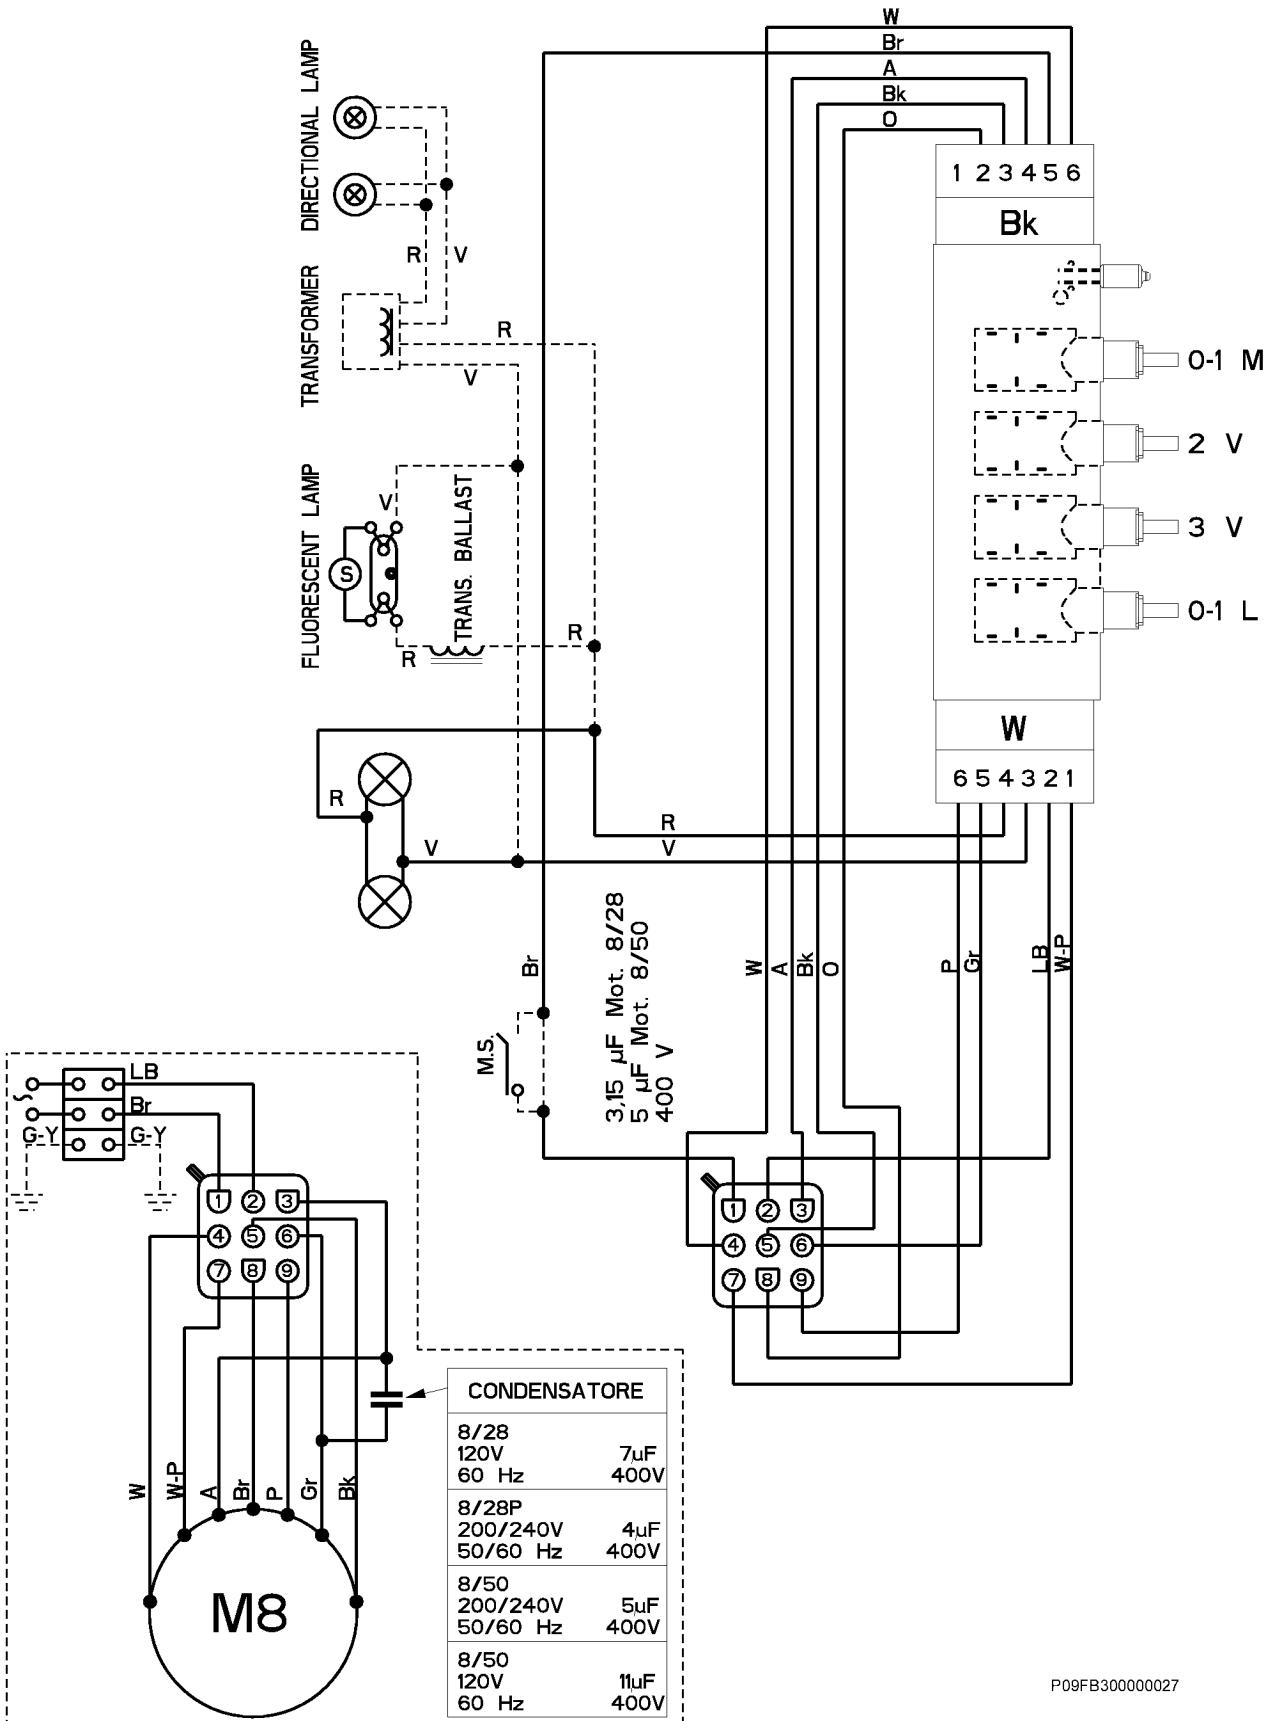 W
Br
A
Bk
O
1 2 3 4 5 6
Bk
DIRECTIONAL LAMP
R
V
TRANSFORMER
R
V
0-1 M
2 V
3 V
0-1 L
FLUORESCENT LAMP
V
S
TRANS. BALLAST
R
R
W
6 5 4 3 2 1
R
V
R
V
Br
W
A
Bk
O
P
Gr
LB
W-P
M.S.
3,15 µF Mot. 8/28
5 µF Mot. 8/50
400 V
LB
Br
G-Y
G-Y
1 2 3
4 5 6
7 8 9
1 2 3
4 5 6
7 8 9
W
W-P
A
Br
P
Gr
Bk
M8
CONDENSATORE
8/28
120V 7µF
60 Hz 400V
8/28P
200/240V 4µF
50/60 Hz 400V
8/50
200/240V 5µF
50/60 Hz 400V
8/50
120V 11µF
60 Hz 400V
P09FB300000027